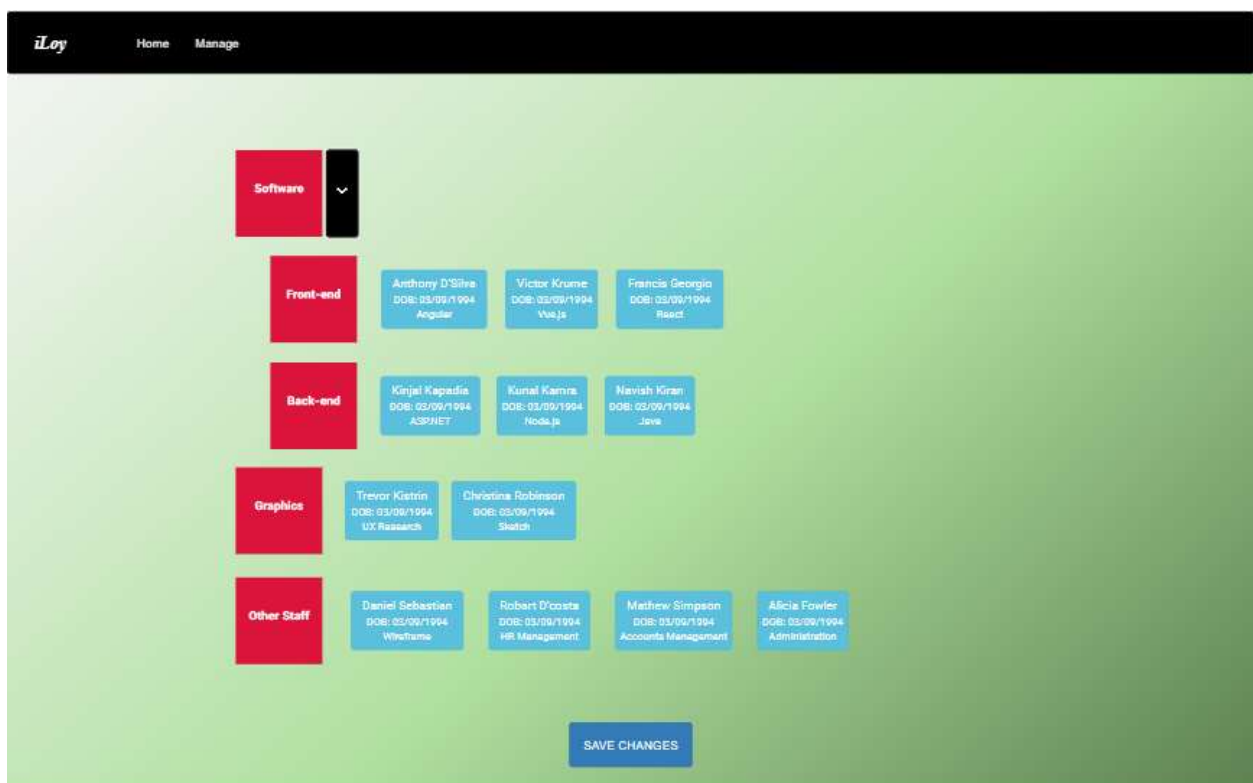 iLoy
Home Manage
Software
Front-end
Anthony D'Silva
DOB: 03/09/1994
Angular
Victor Krume
DOB: 03/09/1994
Vue.js
Francis Georgio
DOB: 03/09/1994
React
Back-end
Kinjal Kapadia
DOB: 03/09/1994
ASP.NET
Kunal Kamra
DOB: 03/09/1994
Node.js
Navish Kiran
DOB: 03/09/1994
Java
Graphics
Trevor Kistrin
DOB: 03/09/1994
UX Research
Christina Robinson
DOB: 03/09/1994
Sketch
Other Staff
Daniel Sebastian
DOB: 03/09/1994
Wireframe
Robert D'costa
DOB: 03/09/1994
HR Management
Mathew Simpson
DOB: 03/09/1994
Accounts Management
Alicia Fowler
DOB: 03/09/1994
Administration
SAVE CHANGES